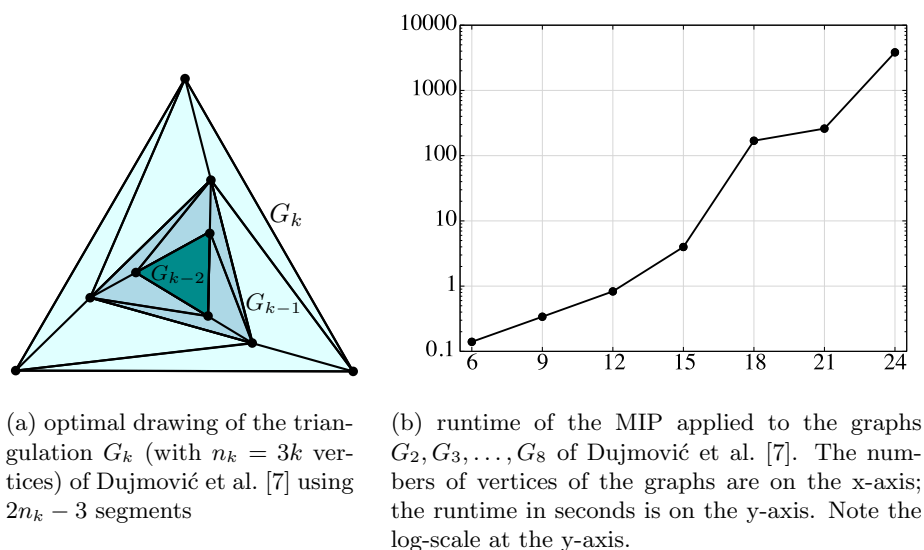 G_k
G_{k-2}
G_{k-1}
10000
1000
100
10
1
0.1
6 9 12 15 18 21 24
(a) optimal drawing of the trian-
gulation G_k (with n_k = 3k ver-
tices) of Dujmović et al. [7] using
2n_k − 3 segments
(b) runtime of the MIP applied to the graphs
G_2, G_3, . . . , G_8 of Dujmović et al. [7]. The num-
bers of vertices of the graphs are on the x-axis;
the runtime in seconds is on the y-axis. Note the
log-scale at the y-axis.